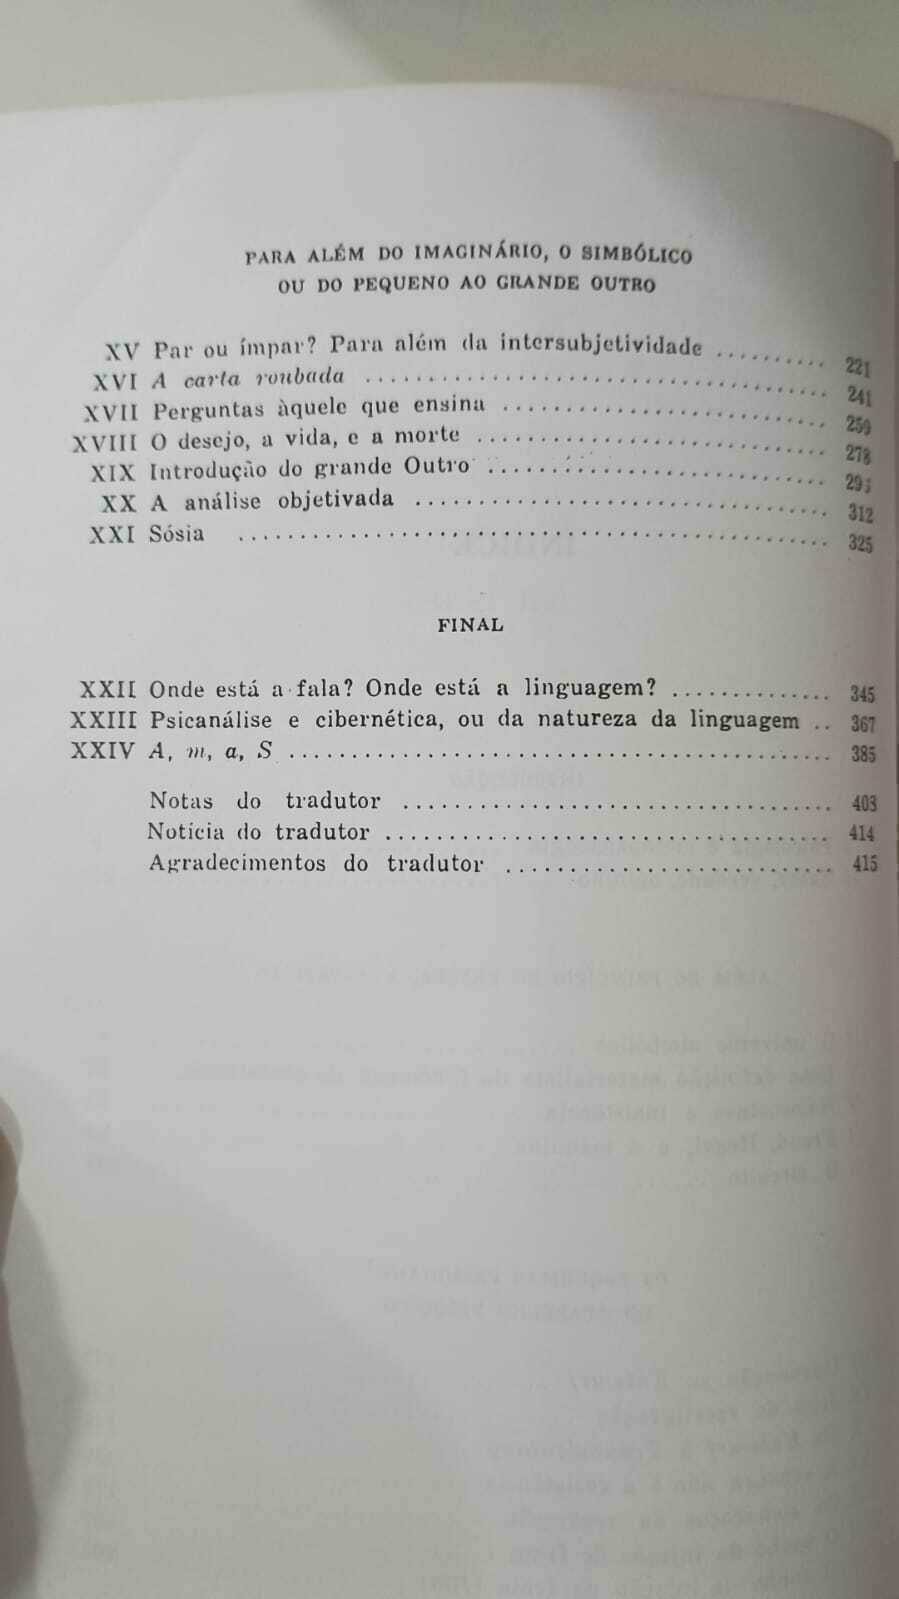 PARA ALÉM DO IMAGINÁRIO, O SIMBÓLICO
OU DO PEQUENO AO GRANDE OUTRO
XV Par ou ímpar? Para além da intersubjetividade .......... 221
XVI A carta roubada .......... 241
XVII Perguntas àquele que ensina .......... 259
XVIII O desejo, a vida, e a morte .......... 278
XIX Introdução do grande Outro ..........
XX A análise objetivada .......... 312
XXI Sósia .......... 325
FINAL
XXII Onde está a fala? Onde está a linguagem? .......... 345
XXIII Psicanálise e cibernética, ou da natureza da linguagem .. 367
XXIV A, m, a, S .......... 385
Notas do tradutor .......... 403
Notícia do tradutor .......... 414
Agradecimentos do tradutor .......... 415